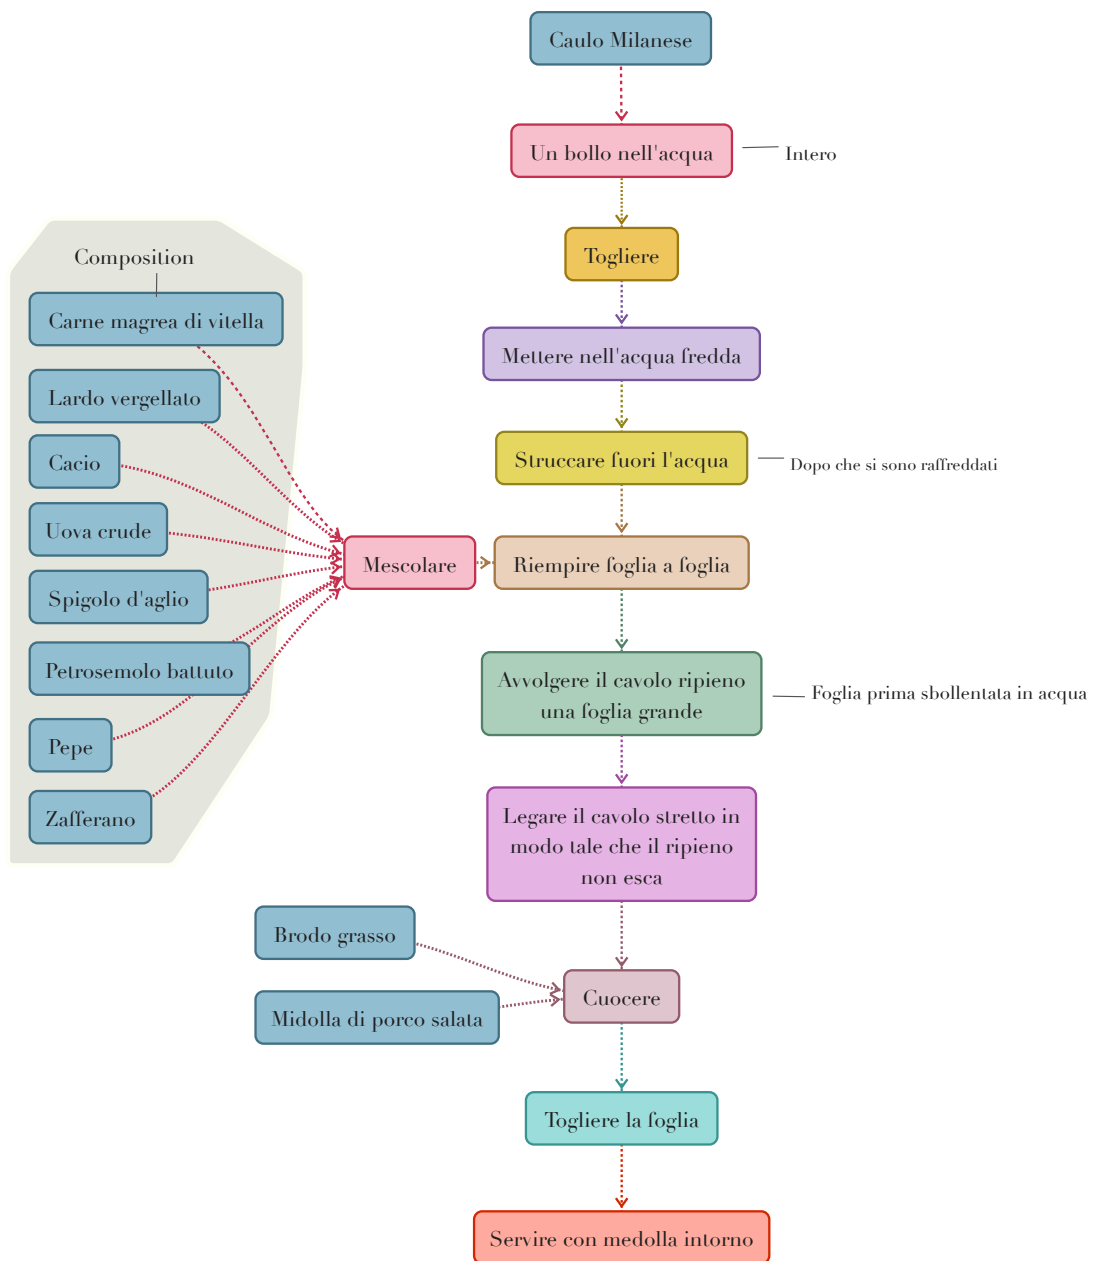 Caulo Milanese
Un bollo nell'acqua
Intero
Togliere
Mettere nell'acqua fredda
Struccare fuori l'acqua
Dopo che si sono raffreddati
Composition
Carne magrea di vitella
Lardo vergellato
Cacio
Uova crude
Spigolo d'aglio
Petrosemolo battuto
Pepe
Zafferano
Mescolare
Riempire foglia a foglia
Avvolgere il cavolo ripieno
una foglia grande
Foglia prima sbollentata in acqua
Legare il cavolo stretto in
modo tale che il ripieno
non esca
Brodo grasso
Midolla di porco salata
Cuocere
Togliere la foglia
Servire con medolla intorno